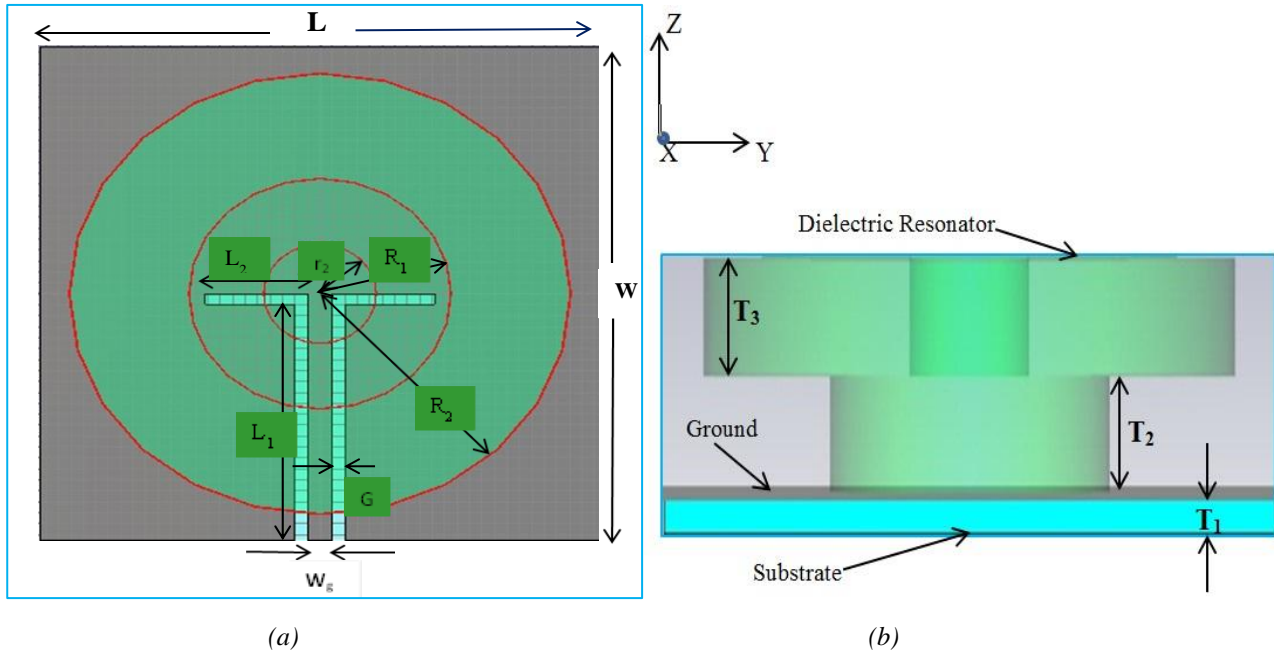 L
W
L₂
r₂
R₁
R₂
L₁
G
Wg
(a)
Z
X
Y
Dielectric Resonator
T₃
T₂
Ground
T₁
Substrate
(b)